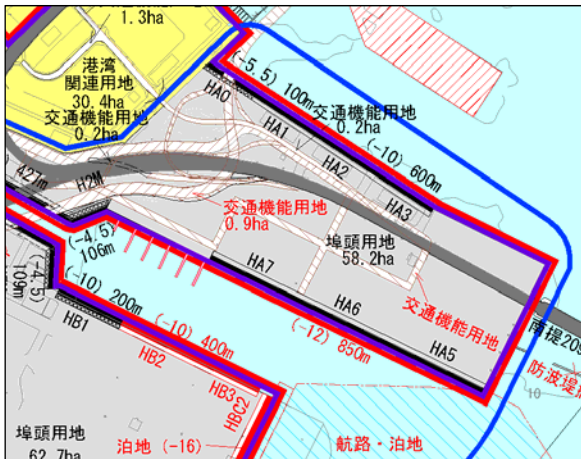 1.3ha
港湾
関連用地
30.4ha
交通機能用地
0.2ha
(-5.5) 100m
HA0
HA1
交通機能用地
0.2ha
HA2
(-10) 600m
HA3
427m
H2M
交通機能用地
0.9ha
(-4.5)
106m
埠頭用地
58.2ha
HA7
HA6
HA5
交通機能用地
(-12) 850m
南堤209
防波堤
10
(-4.5)
109m
(-10) 200m
HB1
(-10) 400m
HB2
HB3
HBC2
埠頭用地
62.7ha
泊地 (-16)
航路・泊地